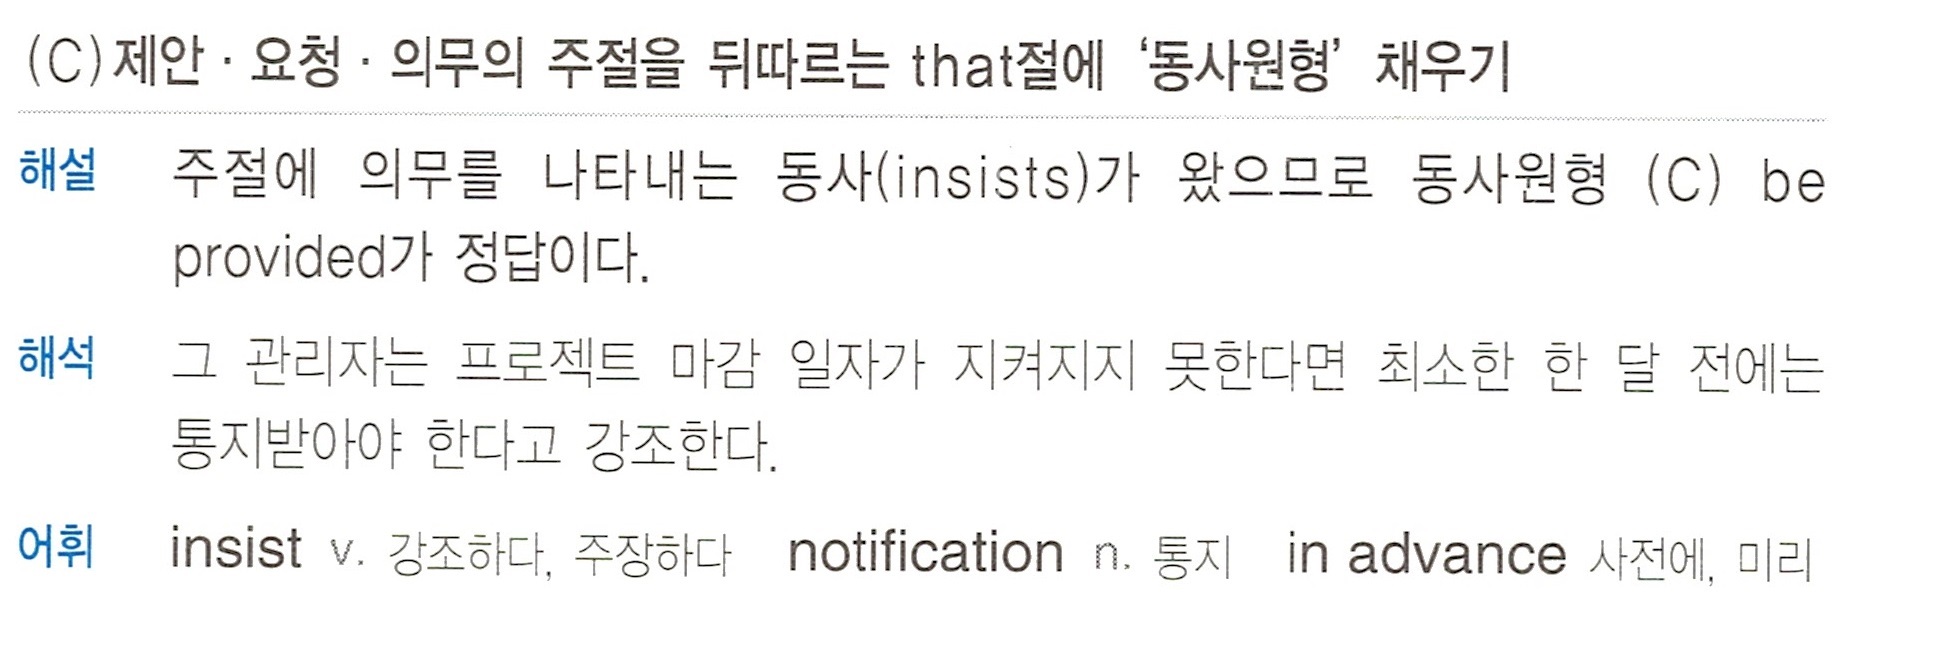 (C) 제안 · 요청 · 의무의 주절을 뒤따르는 that절에 ‘동사원형’ 채우기
해설 주절에 의무를 나타내는 동사(insists)가 왔으므로 동사원형 (C) be
provided가 정답이다.
해석 그 관리자는 프로젝트 마감 일자가 지켜지지 못한다면 최소한 한 달 전에는
통지받아야 한다고 강조한다.
어휘 insist v. 강조하다, 주장하다 notification n. 통지 in advance 사전에, 미리